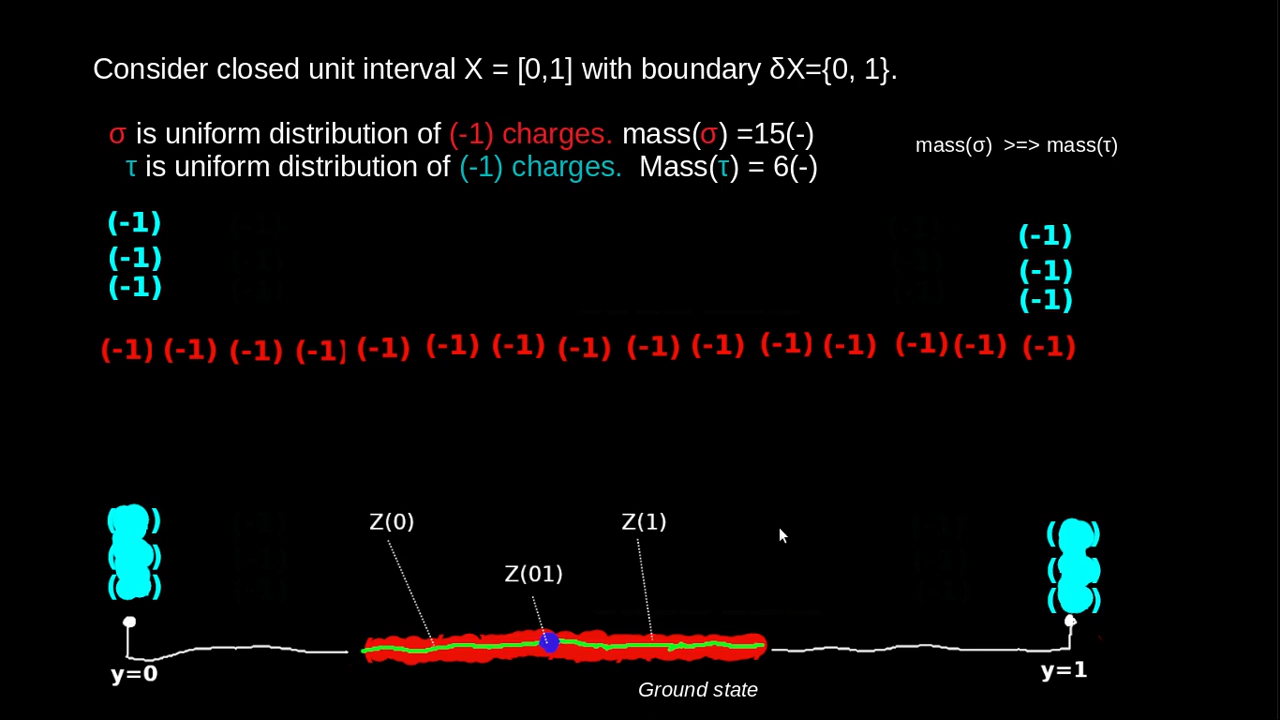 Consider closed unit interval X = [0,1] with boundary δX={0, 1}.
σ is uniform distribution of (-1) charges. mass(σ) =15(-)
mass(σ) >=> mass(τ)
τ is uniform distribution of (-1) charges. Mass(τ) = 6(-)
(-1) (-1)
(-1) (-1)
(-1) (-1)
(-1) (-1) (-1) (-1) (-1) (-1) (-1) (-1) (-1) (-1) (-1) (-1) (-1) (-1) (-1)
Z(0) Z(1)
Z(01)
y=0 y=1
Ground state